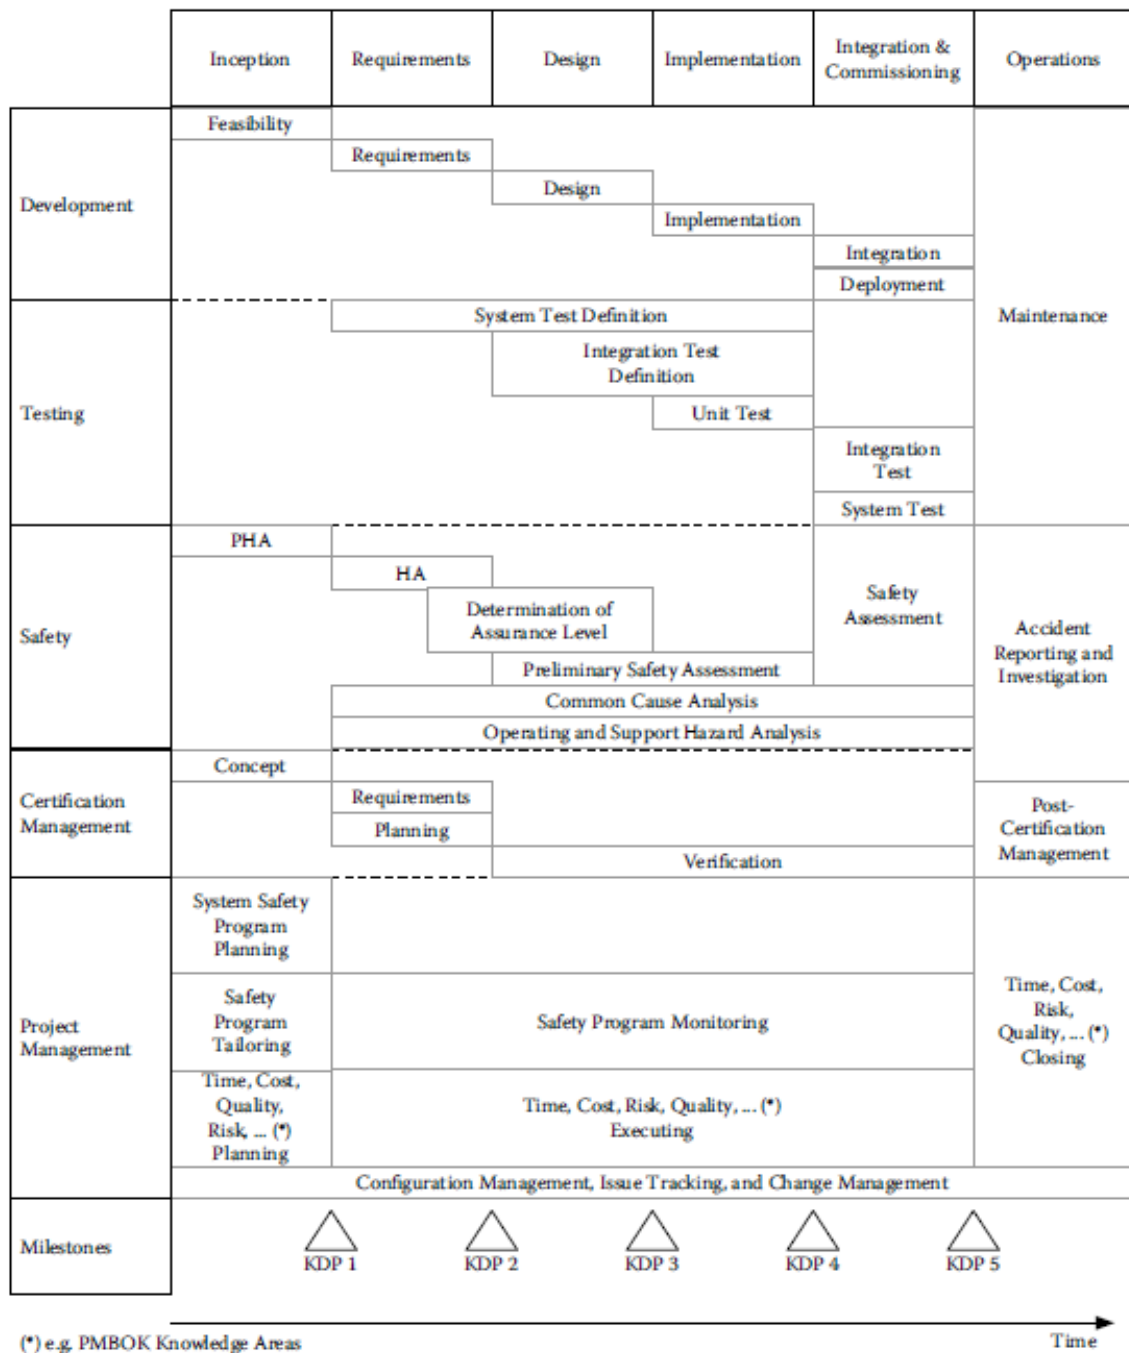 Inception
Requirements
Design
Implementation
Integration &
Commissioning
Operations
Development
Feasibility
Requirements
Design
Implementation
Integration
Deployment
Maintenance
Testing
System Test Definition
Integration Test
Definition
Unit Test
Integration
Test
System Test
Safety
PHA
HA
Determination of
Assurance Level
Preliminary Safety Assessment
Safety
Assessment
Common Cause Analysis
Operating and Support Hazard Analysis
Accident
Reporting and
Investigation
Certification
Management
Concept
Requirements
Planning
Verification
Post-
Certification
Management
Project
Management
System Safety
Program
Planning
Safety
Program
Tailoring
Safety Program Monitoring
Time, Cost,
Quality,
Risk, ... (*)
Planning
Time, Cost, Risk, Quality, ... (*)
Executing
Time, Cost,
Risk,
Quality, ... (*)
Closing
Configuration Management, Issue Tracking, and Change Management
Milestones
KDP 1
KDP 2
KDP 3
KDP 4
KDP 5
(*) e.g. PMBOK Knowledge Areas
Time